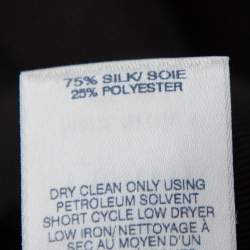 75% SILK/ SOIE
25% POLYESTER
DRY CLEAN ONLY USING
PETROLEUM SOLVENT
SHORT CYCLE LOW DRYER
LOW IRON/ NETTOYAGE À
SEC AU MOYEN D'UN